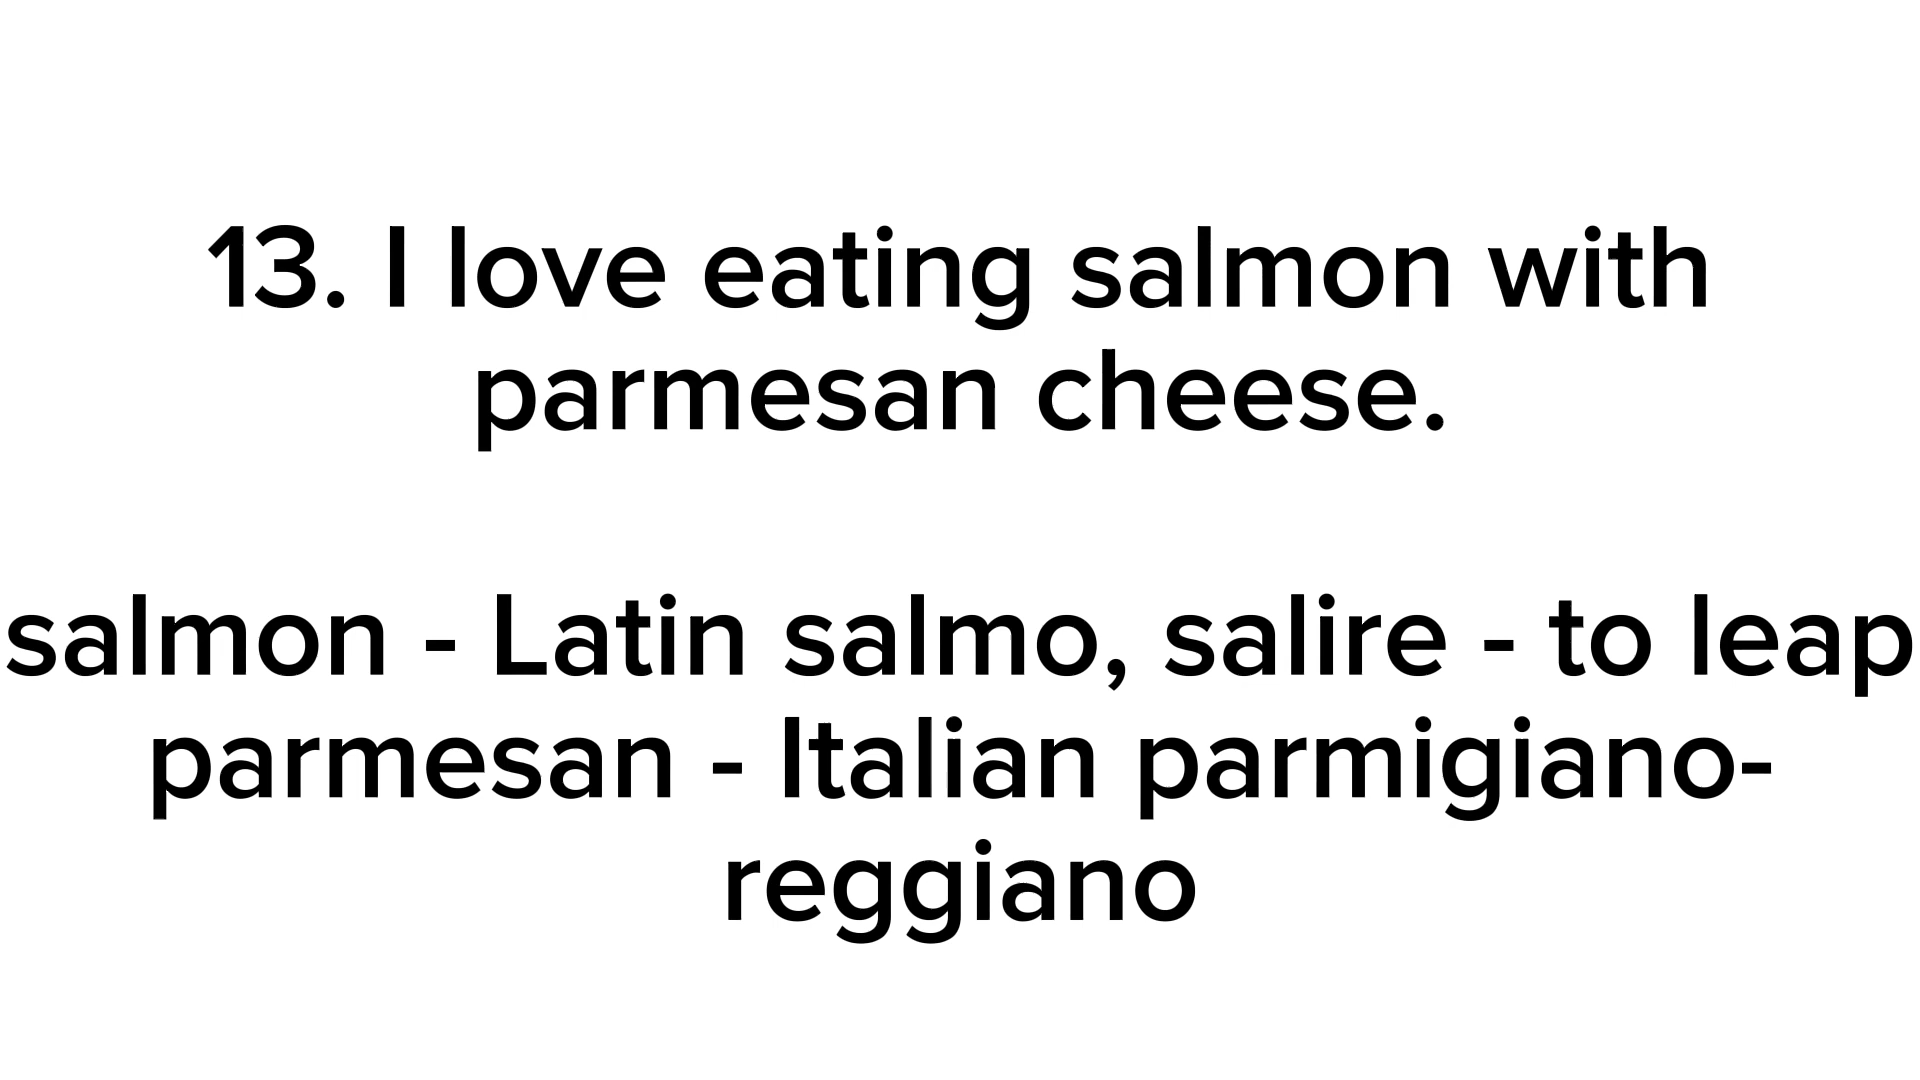 13. I love eating salmon with
parmesan cheese.
salmon - Latin salmo, salire - to leap
parmesan - Italian parmigiano-
reggiano